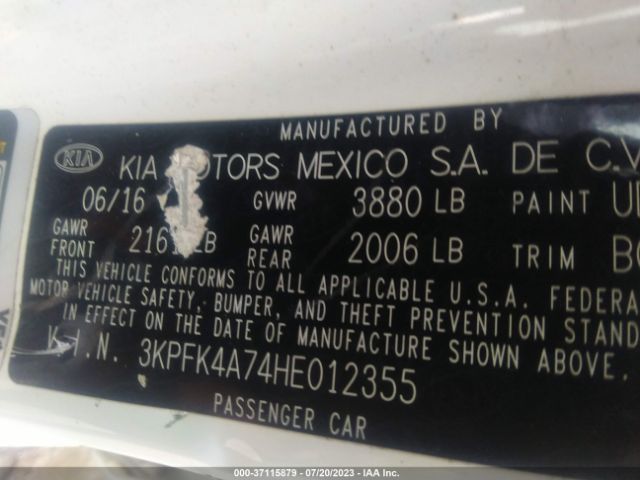 MANUFACTURED BY
KIA KIA MOTORS MEXICO S.A. DE C.V
06/16 GVWR 3880 LB PAINT
GAWR FRONT LB GAWR REAR 2006 LB TRIM
THIS VEHICLE CONFORMS TO ALL APPLICABLE U.S.A. FEDERA
MOTOR VEHICLE SAFETY, BUMPER, AND THEFT PREVENTION STAND
IN EFFECT ON THE DATE OF MANUFACTURE SHOWN ABOVE.
V.I.N. 3KPFK4A74HE012355
PASSENGER CAR
000-37115879 - 07/20/2023 - IAA Inc.